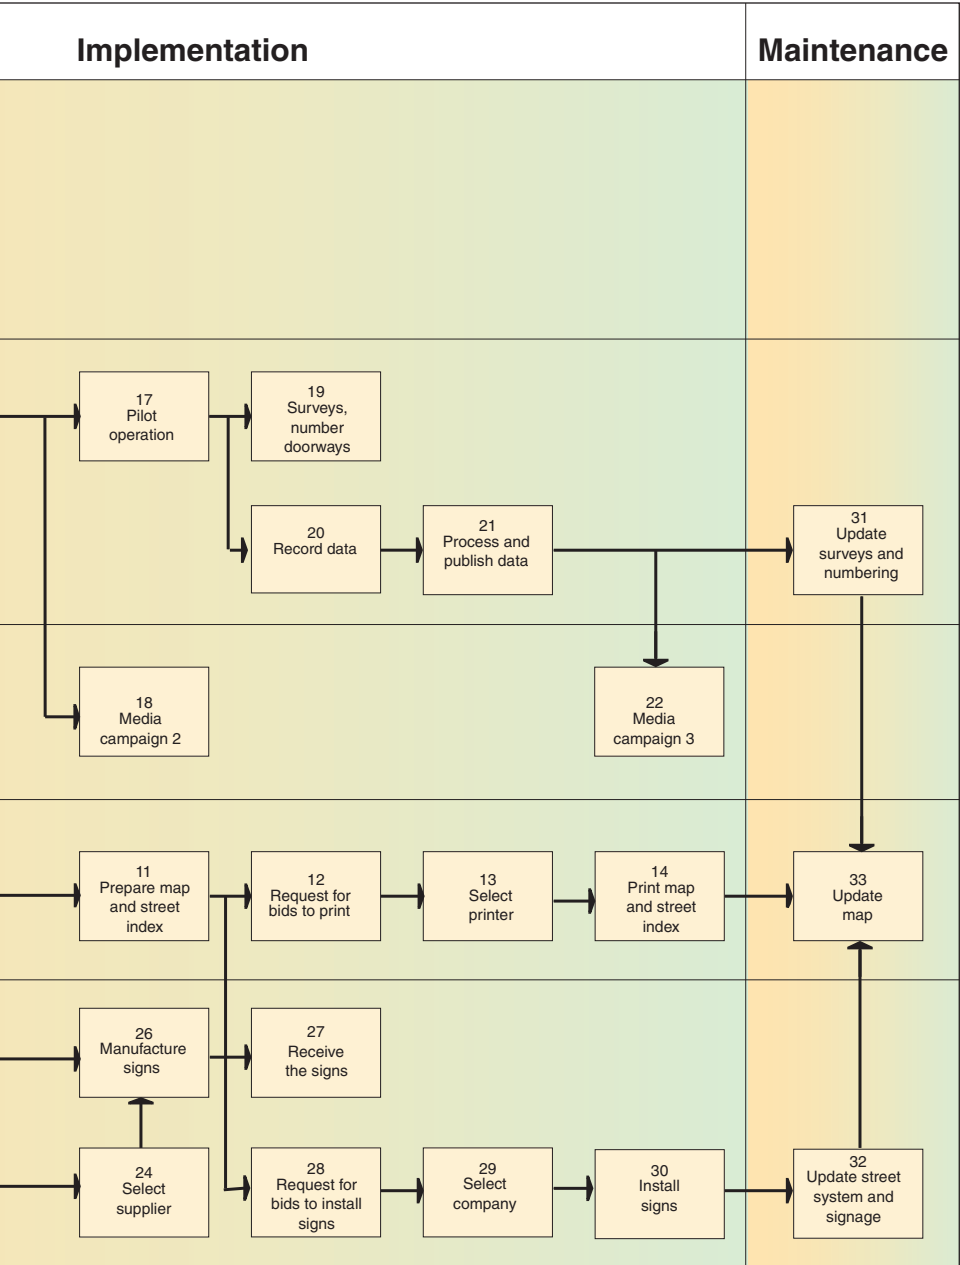 Implementation
Maintenance
17
Pilot
operation
19
Surveys,
number
doorways
20
Record data
21
Process and
publish data
31
Update
surveys and
numbering
18
Media
campaign 2
22
Media
campaign 3
11
Prepare map
and street
index
12
Request for
bids to print
13
Select
printer
14
Print map
and street
index
33
Update
map
26
Manufacture
signs
27
Receive
the signs
24
Select
supplier
28
Request for
bids to install
signs
29
Select
company
30
Install
signs
32
Update street
system and
signage